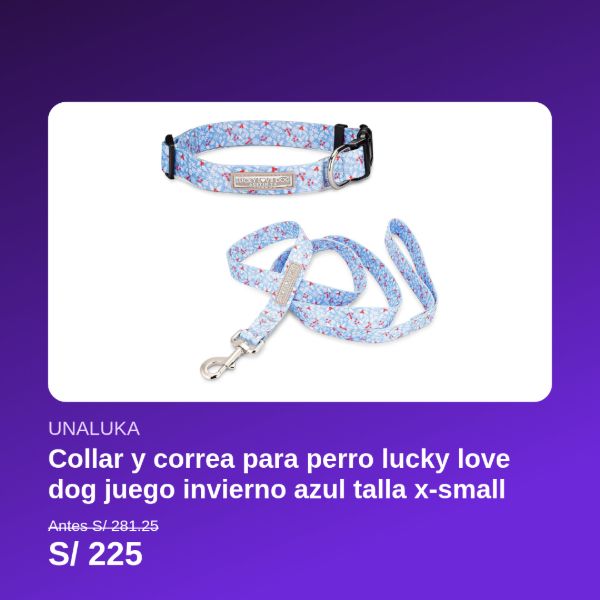 UNALUKA
Collar y correa para perro lucky love
dog juego invierno azul talla x-small
Antes S/ 281.25
S/ 225